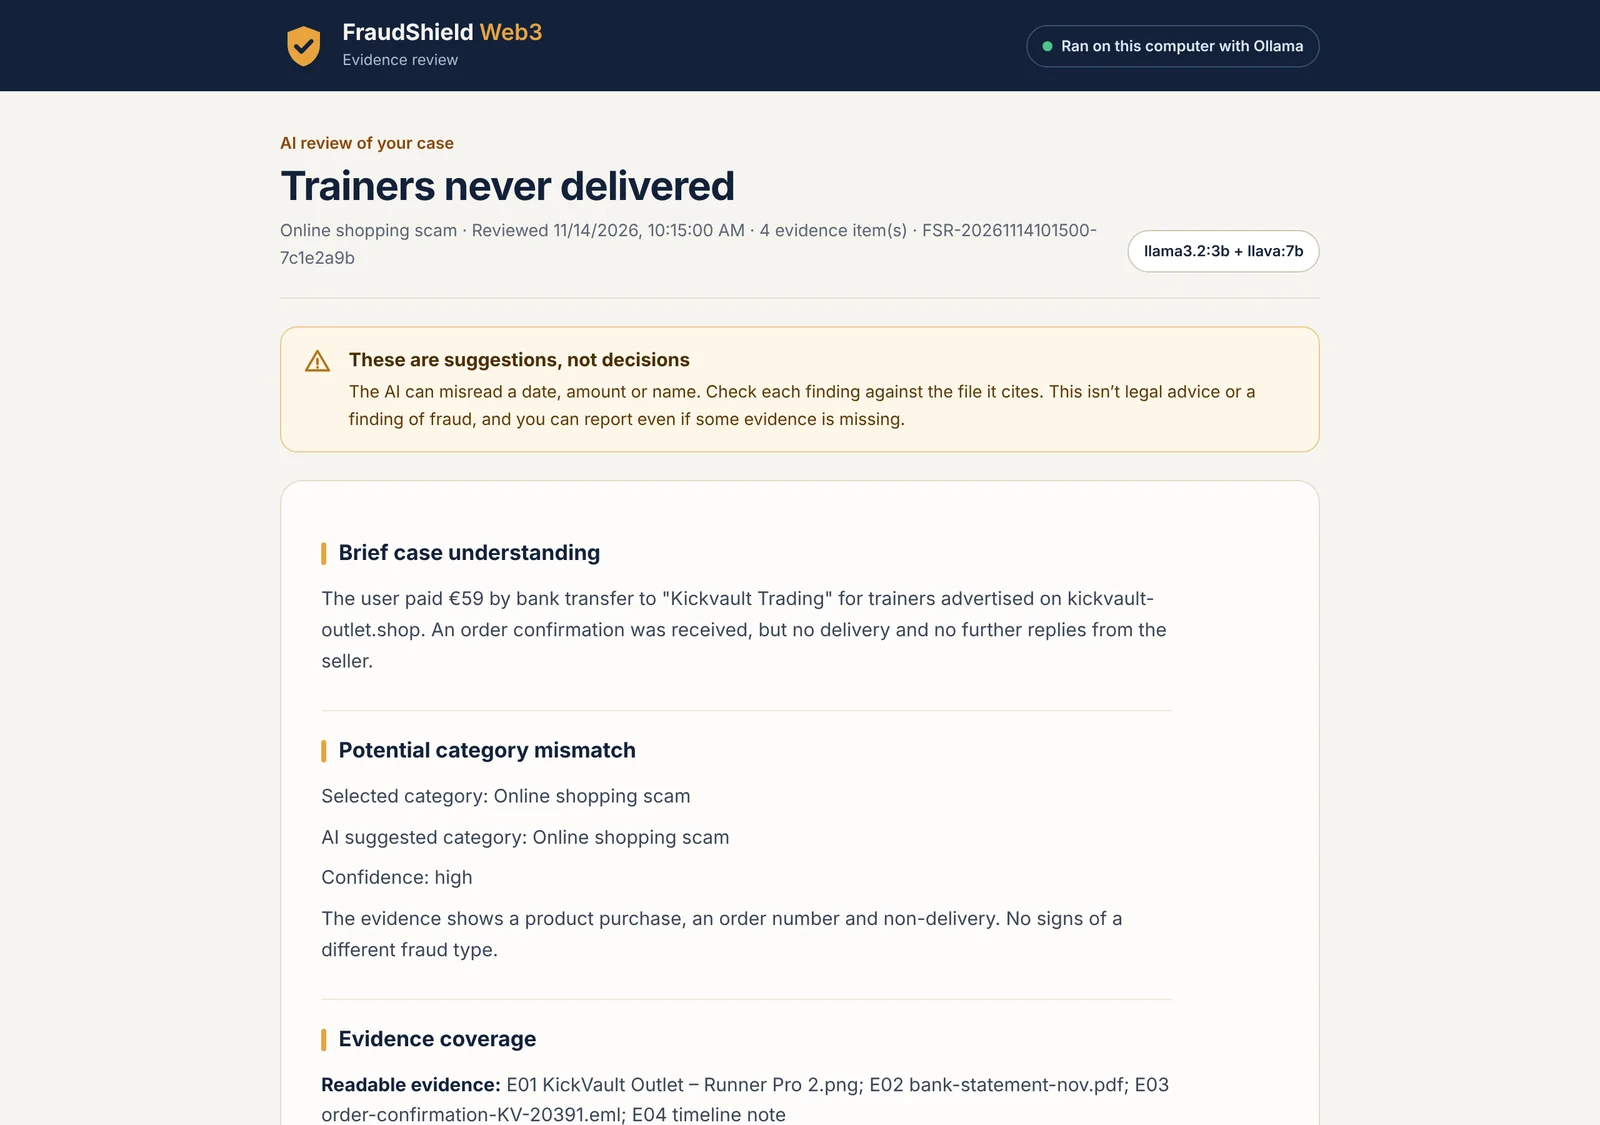 FraudShield Web3
Evidence review
Ran on this computer with Ollama
AI review of your case
Trainers never delivered
Online shopping scam · Reviewed 11/14/2026, 10:15:00 AM · 4 evidence item(s) · FSR-20261114101500-
7c1e2a9b
llama3.2:3b + llava:7b
These are suggestions, not decisions
The AI can misread a date, amount or name. Check each finding against the file it cites. This isn’t legal advice or a
finding of fraud, and you can report even if some evidence is missing.
Brief case understanding
The user paid €59 by bank transfer to "Kickvault Trading" for trainers advertised on kickvault-
outlet.shop. An order confirmation was received, but no delivery and no further replies from the
seller.
Potential category mismatch
Selected category: Online shopping scam
AI suggested category: Online shopping scam
Confidence: high
The evidence shows a product purchase, an order number and non-delivery. No signs of a
different fraud type.
Evidence coverage
Readable evidence: E01 KickVault Outlet – Runner Pro 2.png; E02 bank-statement-nov.pdf; E03
order-confirmation-KV-20391.eml; E04 timeline note